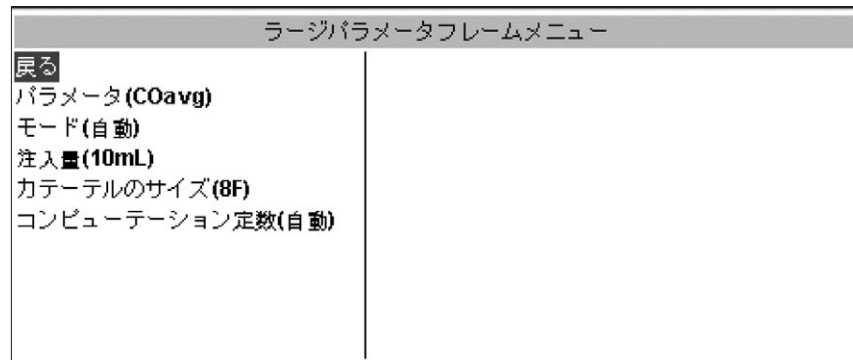 ラージパラメータフレームメニュー
戻る
パラメータ(COavg)
モード(自動)
注入量(10mL)
カテーテルのサイズ(8F)
コンピューテーション定数(自動)